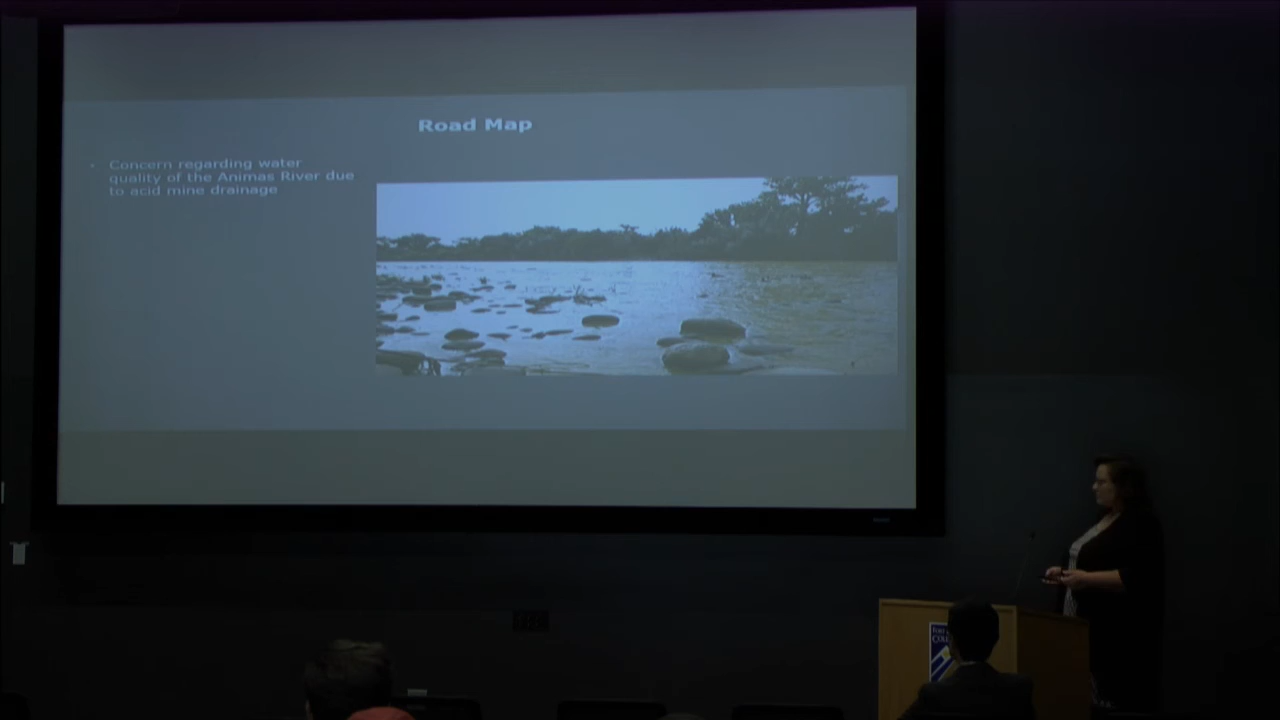 Road Map
• Concern regarding water
quality of the Animas River due
to acid mine drainage